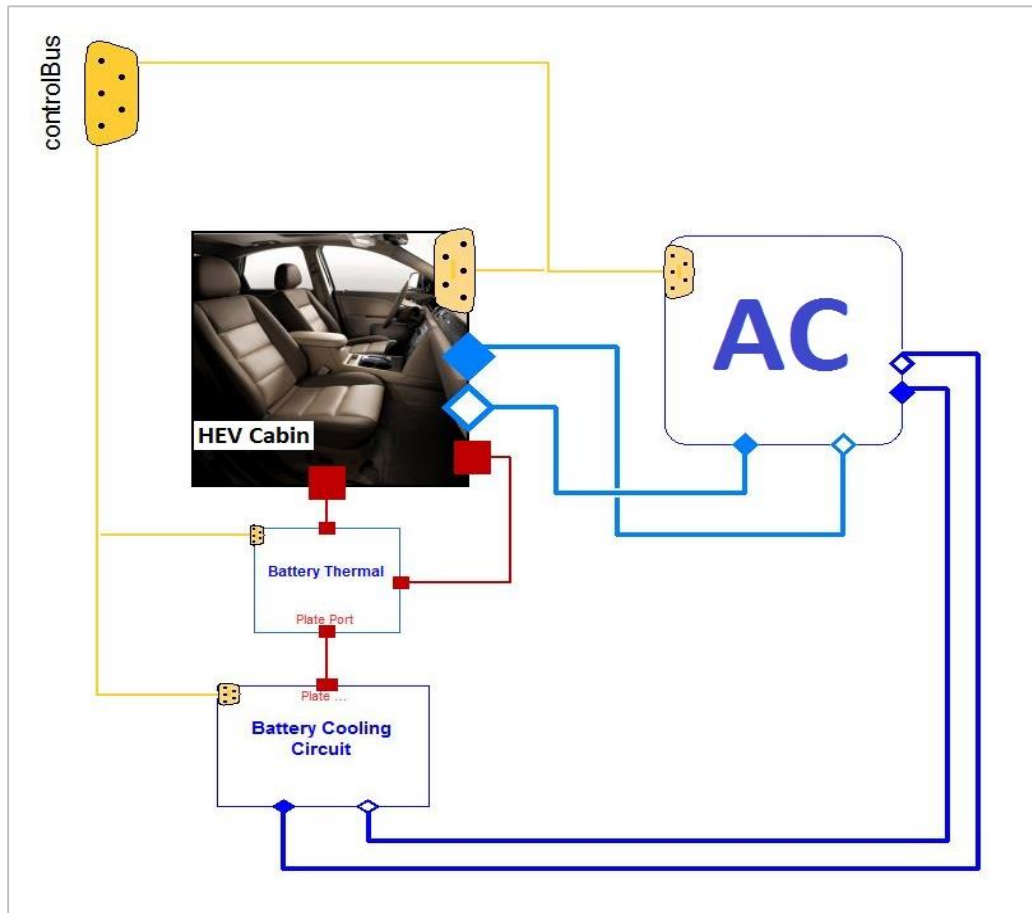 controlBus
AC
HEV Cabin
Battery Thermal
Plate Port
Plate ...
Battery Cooling
Circuit